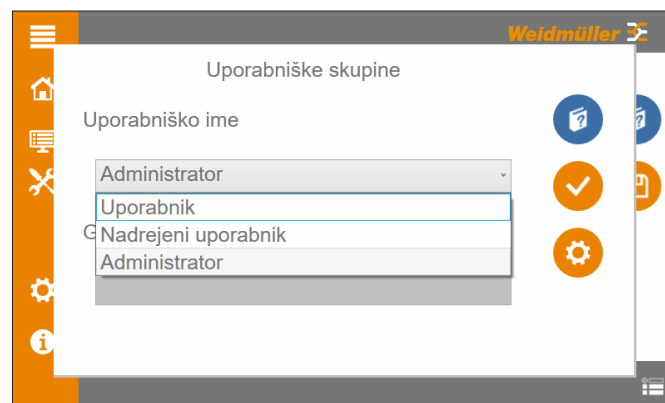 Weidmüller
Uporabniške skupine
Uporabniško ime
Administrator
Uporabnik
G
Nadrejeni uporabnik
Administrator